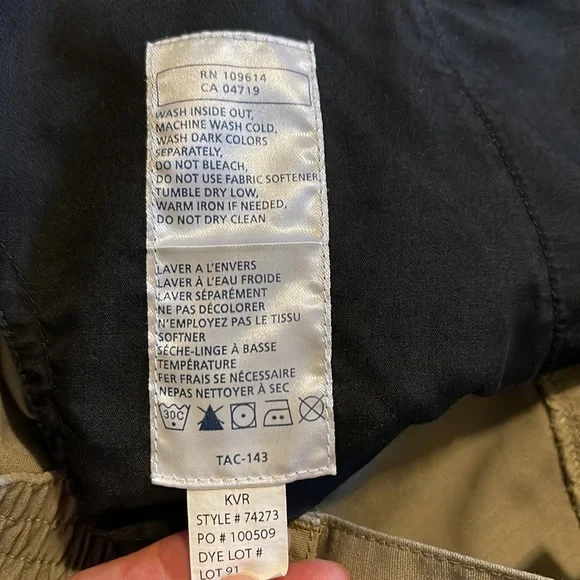 RN 109614
CA 04719
WASH INSIDE OUT,
MACHINE WASH COLD,
WASH DARK COLORS
SEPARATELY,
DO NOT BLEACH,
DO NOT USE FABRIC SOFTENER,
TUMBLE DRY LOW,
WARM IRON IF NEEDED,
DO NOT DRY CLEAN
LAVER A L'ENVERS
LAVER À L'EAU FROIDE
LAVER SÉPARÉMENT
NE PAS DÉCOLORER
N'EMPLOYEZ PAS LE TISSU
SOFTNER
SÉCHE-LINGE À BASSE
TEMPÉRATURE
FER FRAIS SE NÉCESSAIRE
NEPAS NETTOYER À SEC
30C
TAC-143
KVR
STYLE # 74273
PO # 100509
DYE LOT #
LOT 91